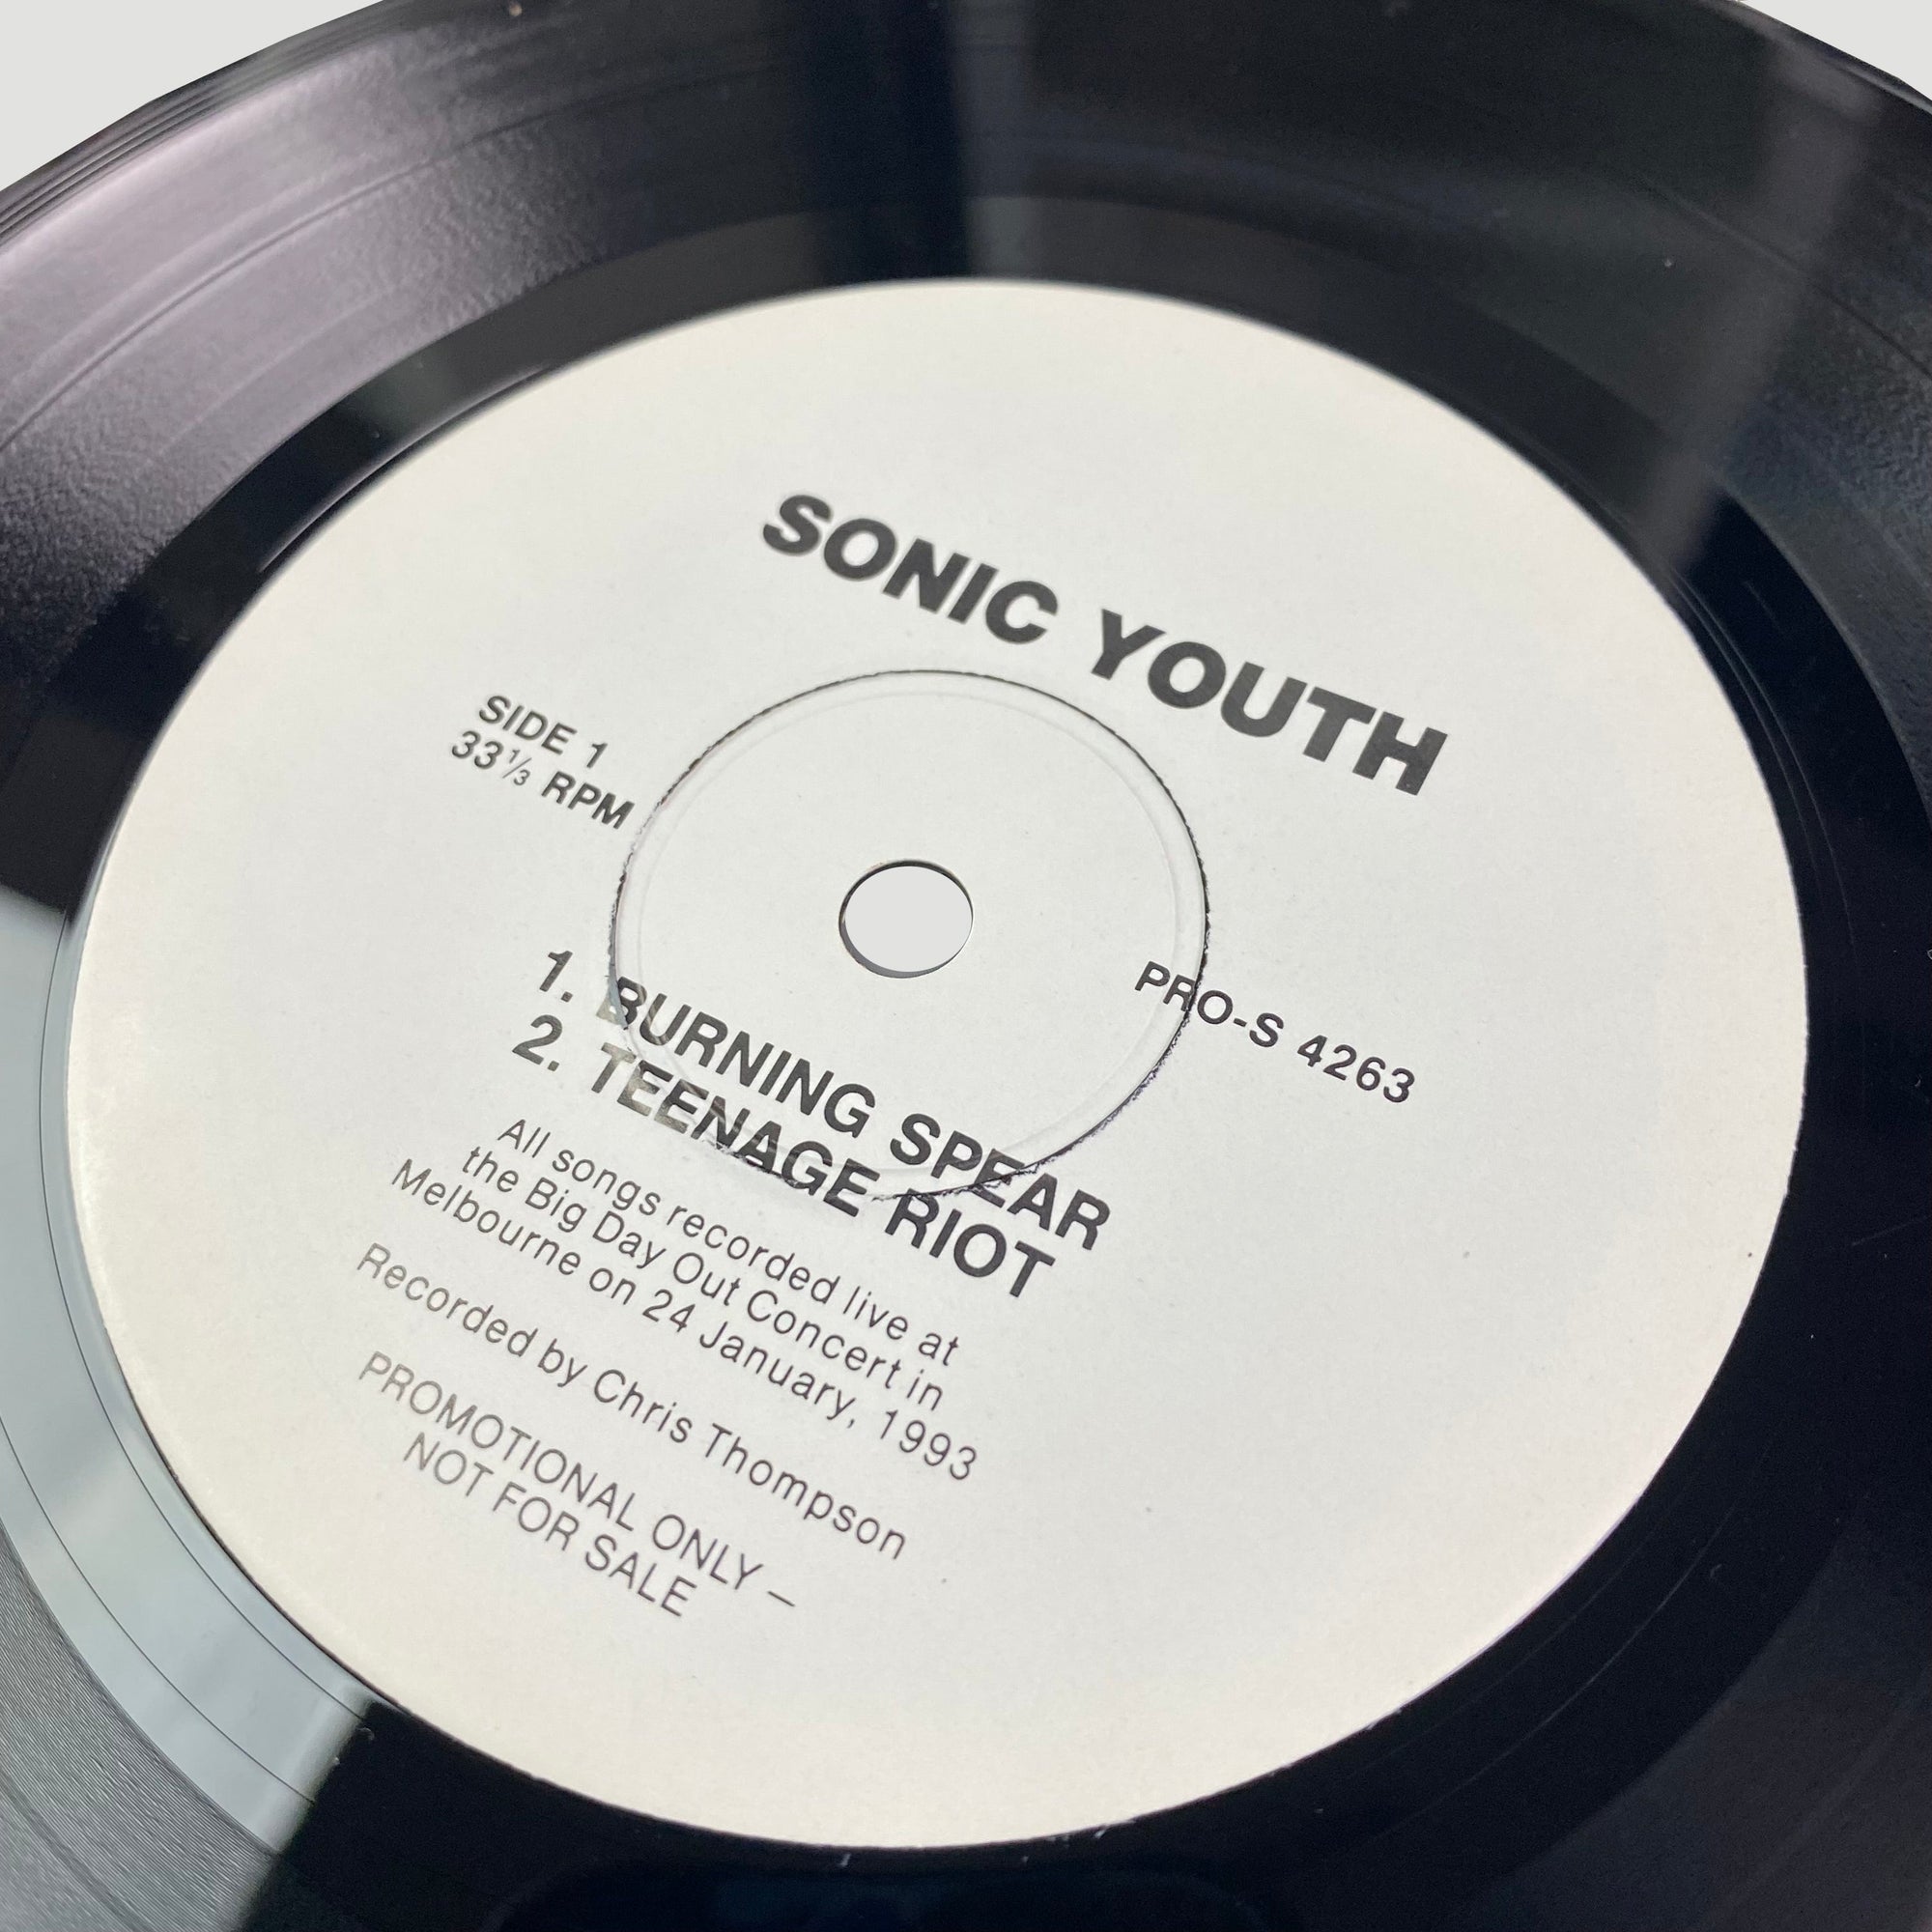 SONIC YOUTH
SIDE 1
33⅓ RPM
PRO-S 4263
1. BURNING SPEAR
2. TEENAGE RIOT
All songs recorded live at
the Big Day Out Concert in
Melbourne on 24 January, 1993
Recorded by Chris Thompson
PROMOTIONAL ONLY –
NOT FOR SALE